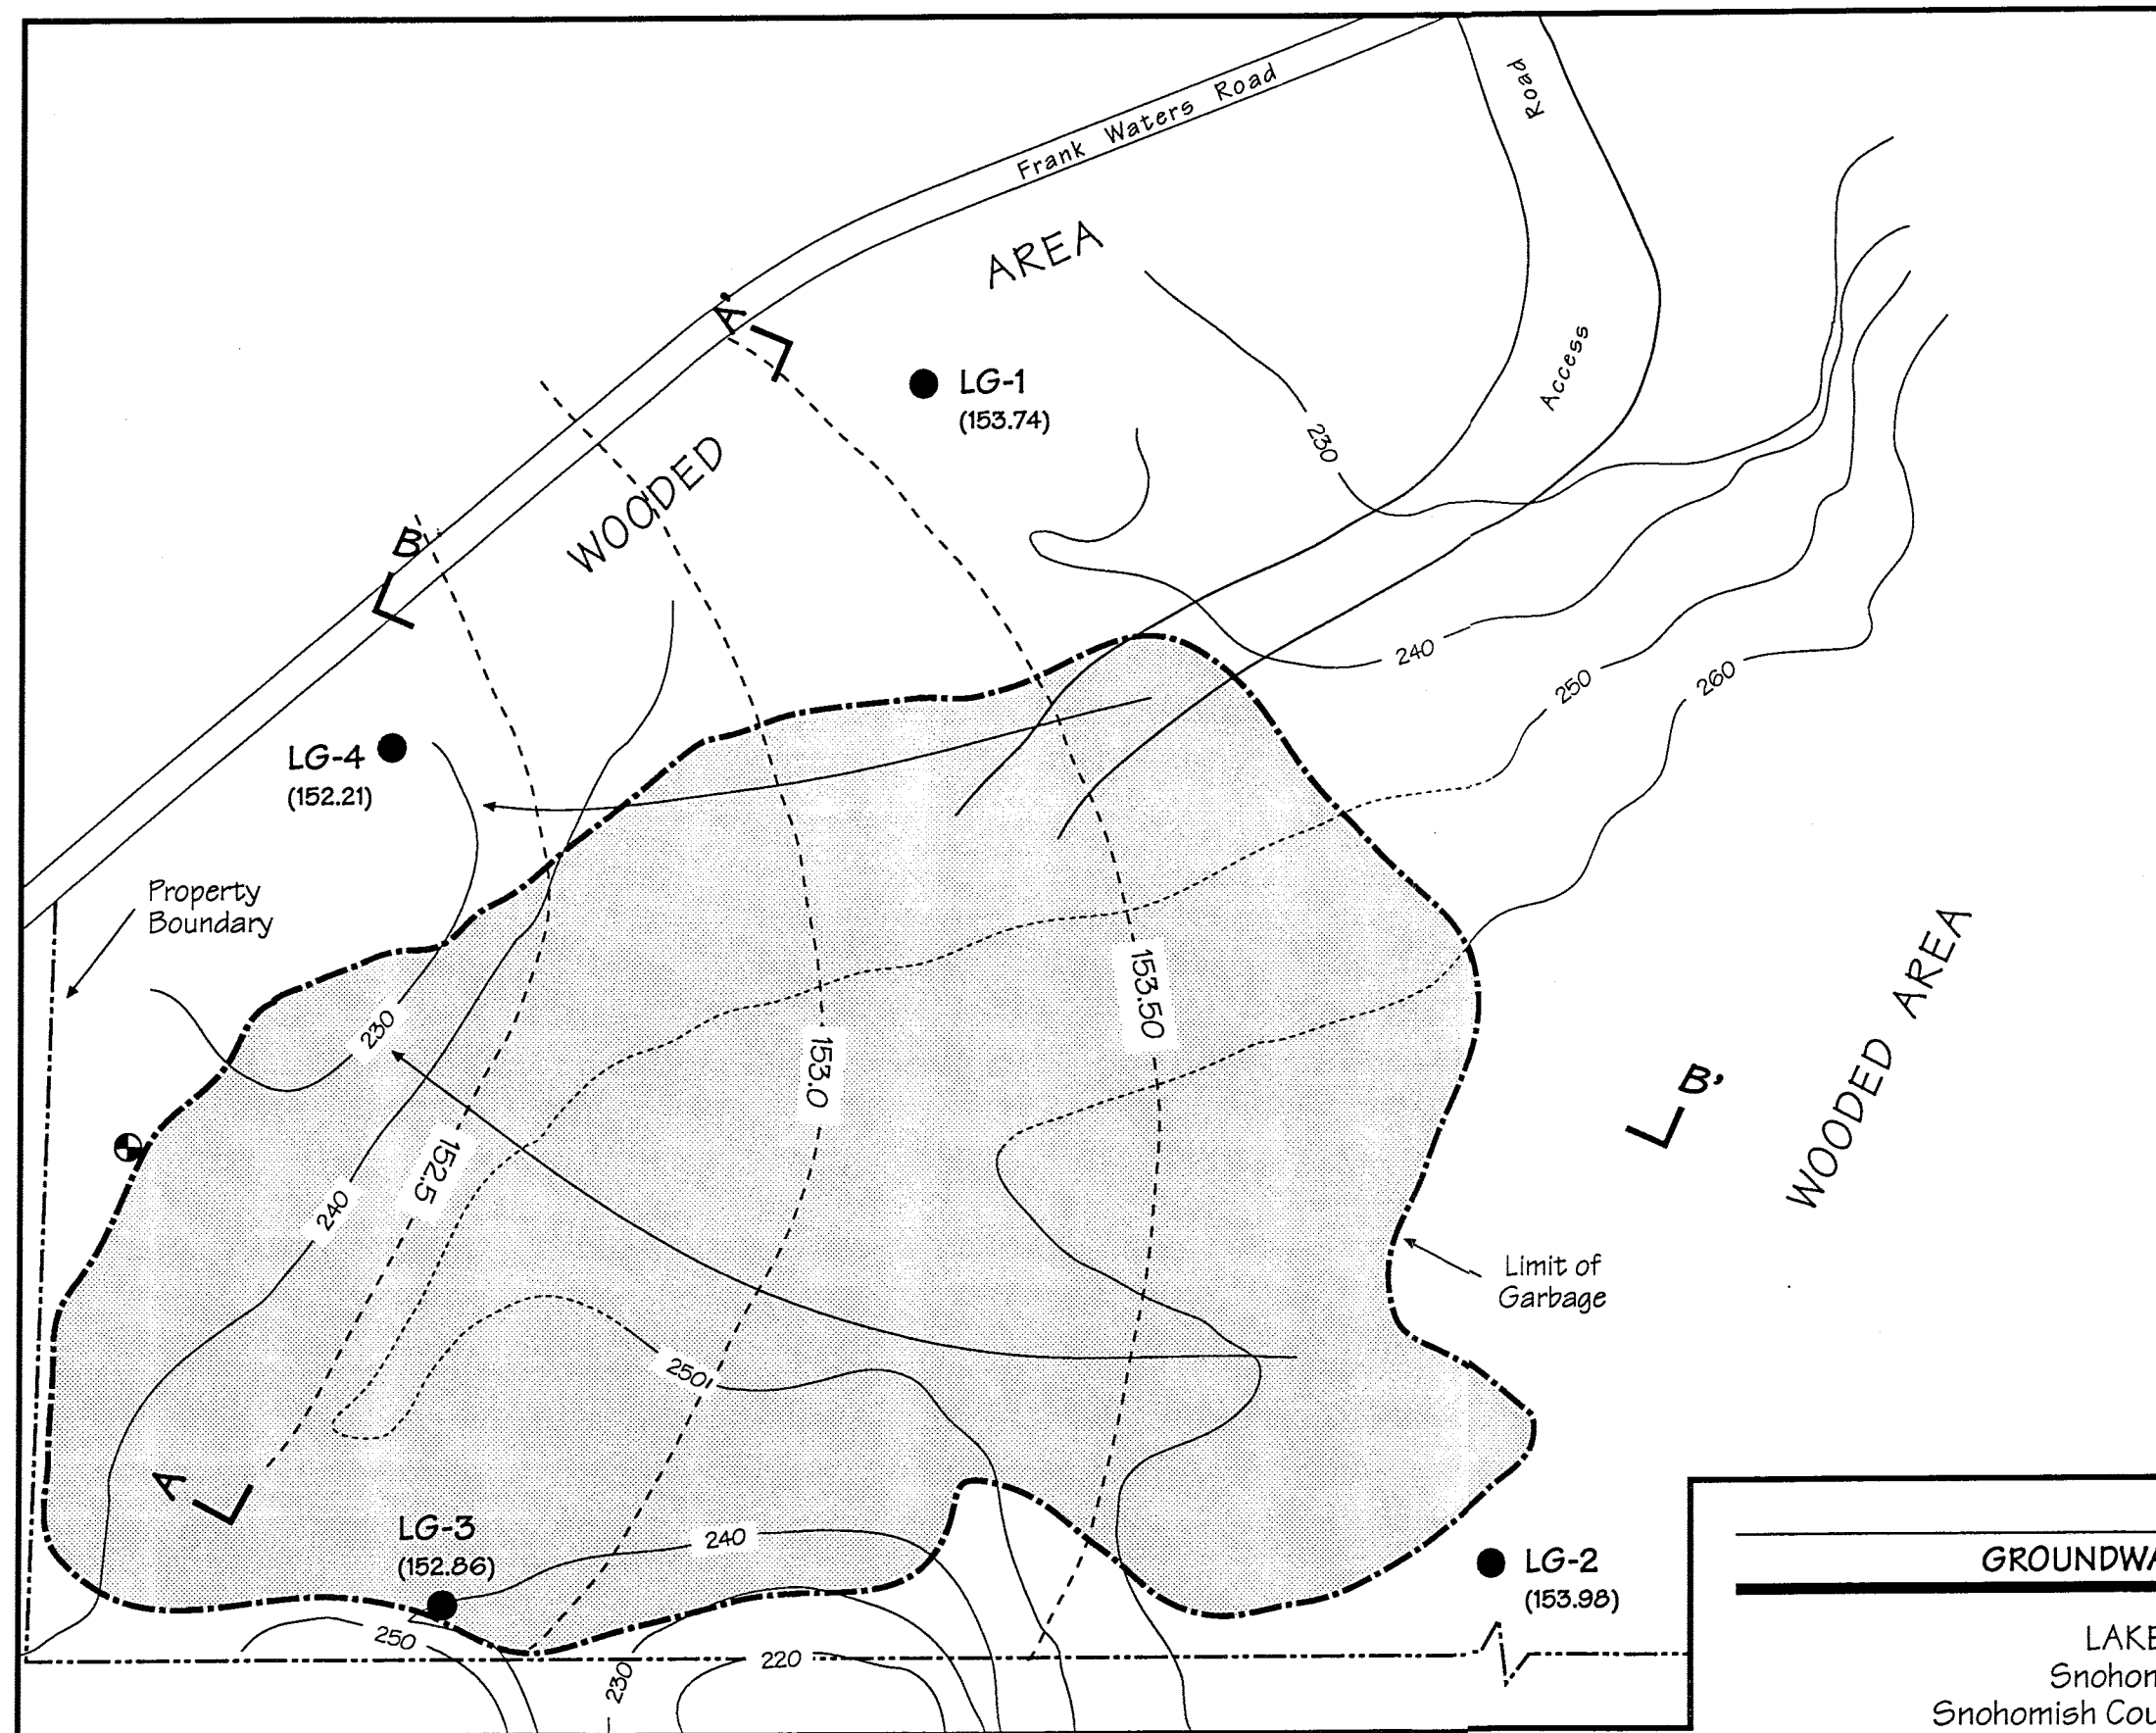 Frank Waters Road
Road
Access
AREA
A'
LG-1
(153.74)
WOODED
230
B
LG-4
(152.21)
240
250
260
Property
Boundary
WOODED AREA
153.50
230
153.0
B'
152.5
240
Limit of
Garbage
250
A
LG-3
(152.86)
240
LG-2
(153.98)
250
220
230
GROUNDWA
LAKE
Snohon
Snohomish Cou